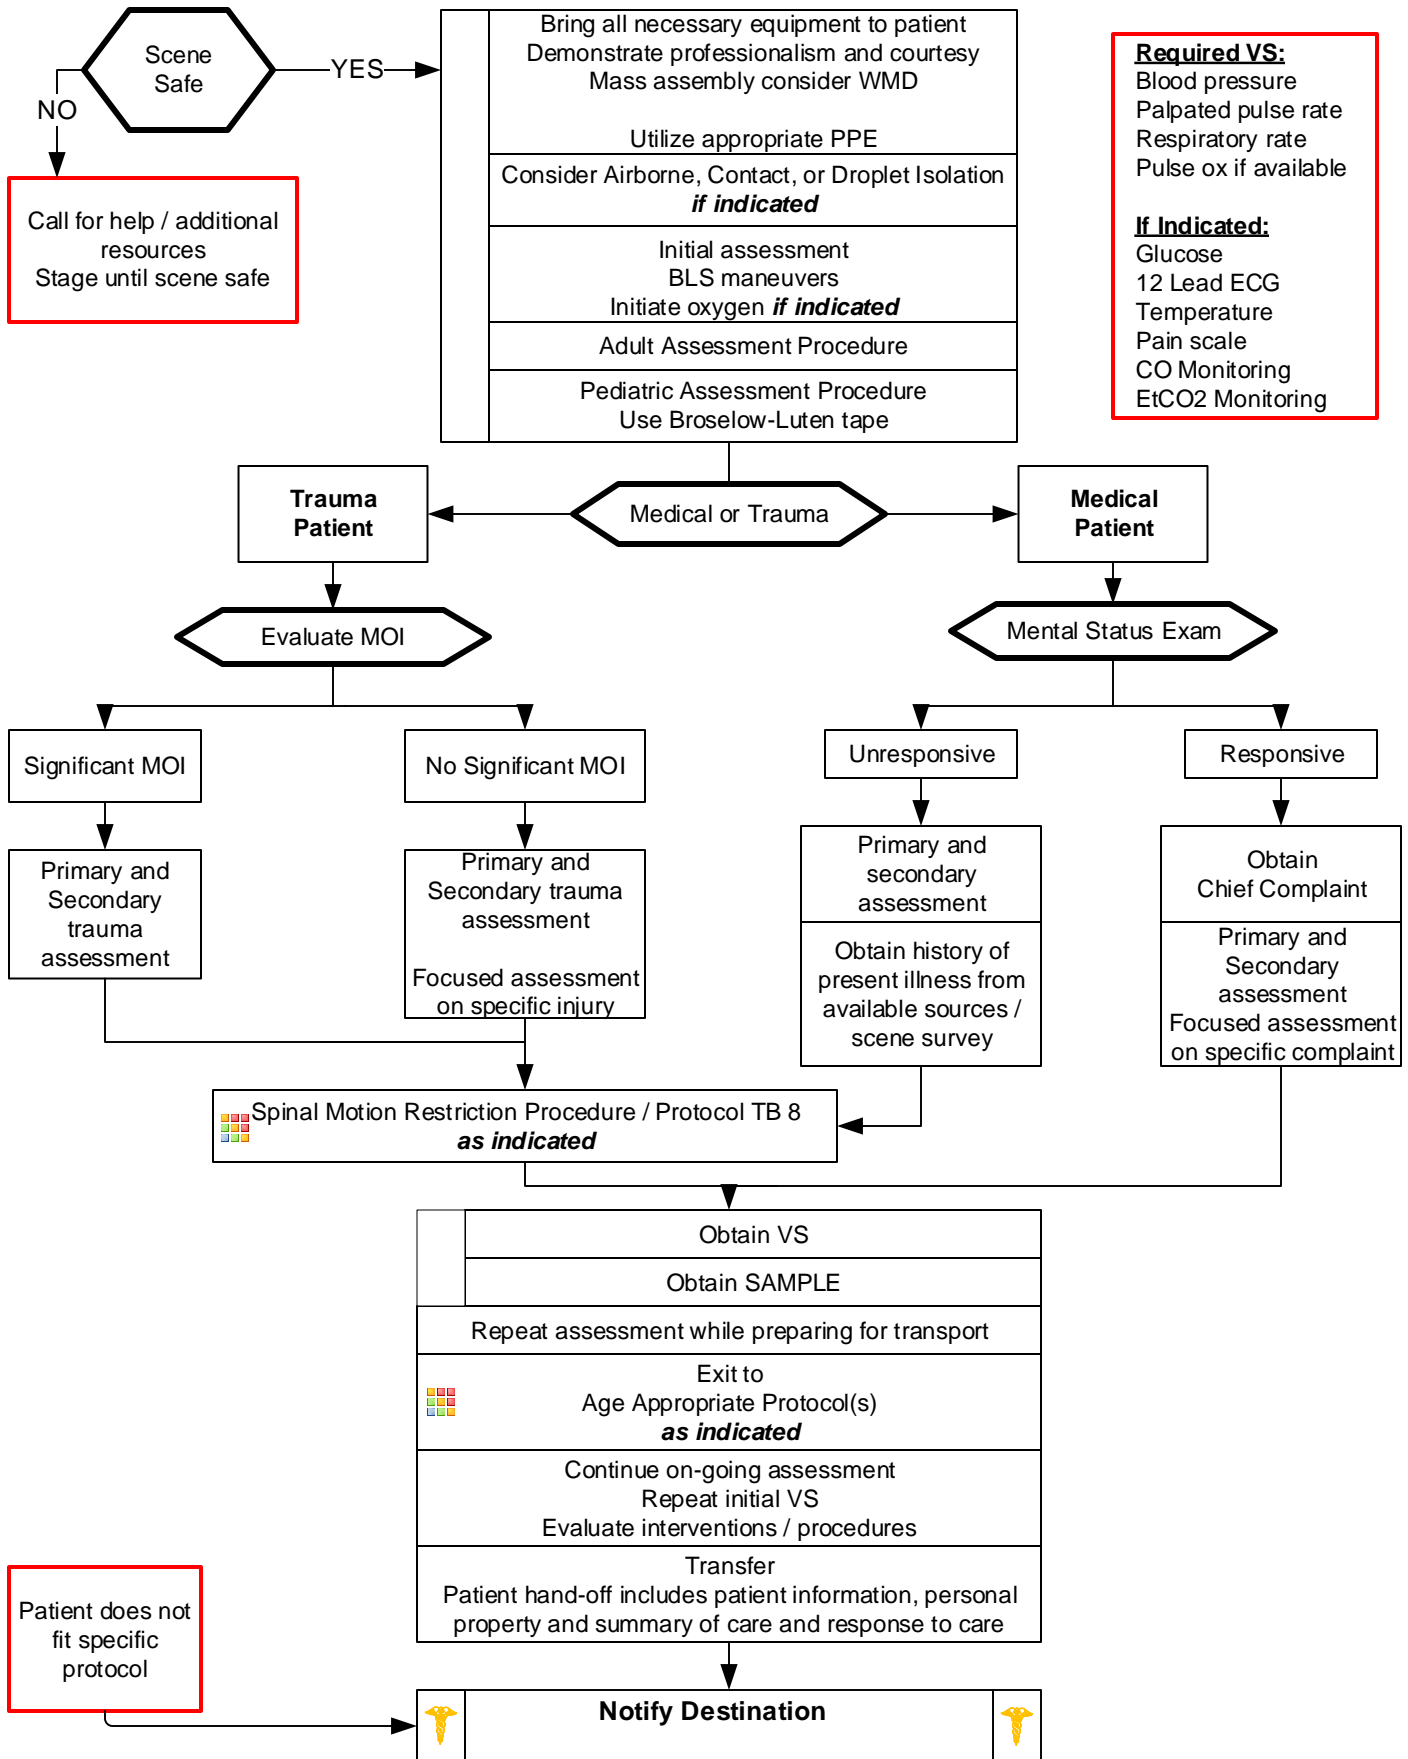 Scene
Safe
YES
NO
Call for help / additional
resources
Stage until scene safe
Bring all necessary equipment to patient
Demonstrate professionalism and courtesy
Mass assembly consider WMD
Utilize appropriate PPE
Consider Airborne, Contact, or Droplet Isolation
if indicated
Initial assessment
BLS maneuvers
Initiate oxygen if indicated
Adult Assessment Procedure
Pediatric Assessment Procedure
Use Broselow-Luten tape
Required VS:
Blood pressure
Palpated pulse rate
Respiratory rate
Pulse ox if available
If Indicated:
Glucose
12 Lead ECG
Temperature
Pain scale
CO Monitoring
EtCO2 Monitoring
Trauma
Patient
Medical or Trauma
Medical
Patient
Evaluate MOI
Mental Status Exam
Significant MOI
No Significant MOI
Unresponsive
Responsive
Primary and
Secondary
trauma
assessment
Primary and
Secondary trauma
assessment
Focused assessment
on specific injury
Primary and
secondary
assessment
Obtain history of
present illness from
available sources /
scene survey
Obtain
Chief Complaint
Primary and
Secondary
assessment
Focused assessment
on specific complaint
Spinal Motion Restriction Procedure / Protocol TB 8
as indicated
Obtain VS
Obtain SAMPLE
Repeat assessment while preparing for transport
Exit to
Age Appropriate Protocol(s)
as indicated
Continue on-going assessment
Repeat initial VS
Evaluate interventions / procedures
Transfer
Patient hand-off includes patient information, personal
property and summary of care and response to care
Patient does not
fit specific
protocol
Notify Destination